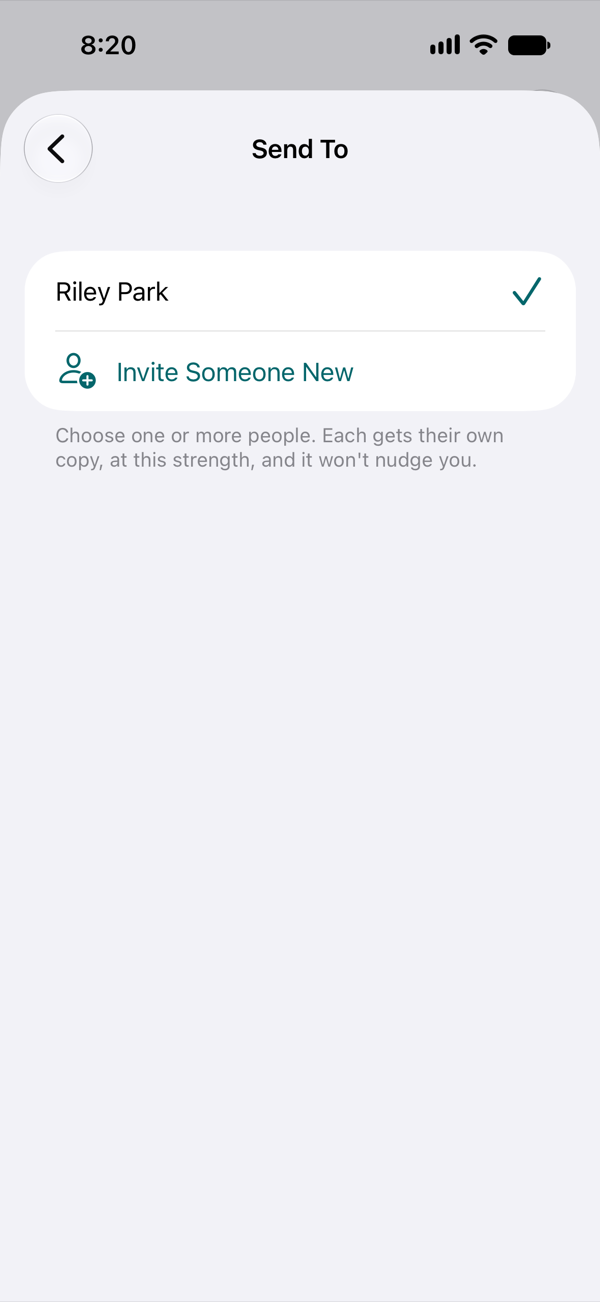 8:20
Send To
Riley Park
Invite Someone New
Choose one or more people. Each gets their own
copy, at this strength, and it won't nudge you.